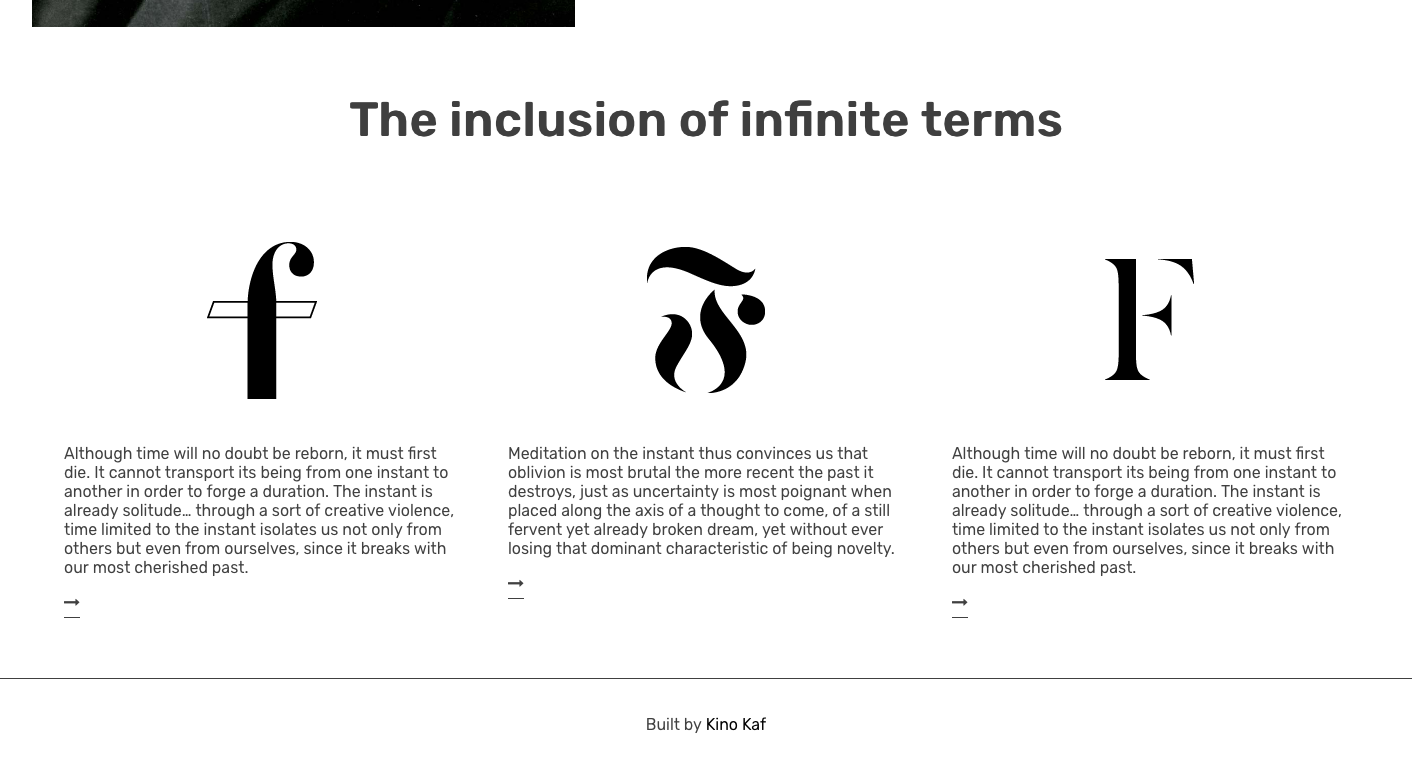 The inclusion of infinite terms
f
F
F
Although time will no doubt be reborn, it must first
die. It cannot transport its being from one instant to
another in order to forge a duration. The instant is
already solitude… through a sort of creative violence,
time limited to the instant isolates us not only from
others but even from ourselves, since it breaks with
our most cherished past.
→
Meditation on the instant thus convinces us that
oblivion is most brutal the more recent the past it
destroys, just as uncertainty is most poignant when
placed along the axis of a thought to come, of a still
fervent yet already broken dream, yet without ever
losing that dominant characteristic of being novelty.
→
Although time will no doubt be reborn, it must first
die. It cannot transport its being from one instant to
another in order to forge a duration. The instant is
already solitude… through a sort of creative violence,
time limited to the instant isolates us not only from
others but even from ourselves, since it breaks with
our most cherished past.
→
Built by Kino Kaf